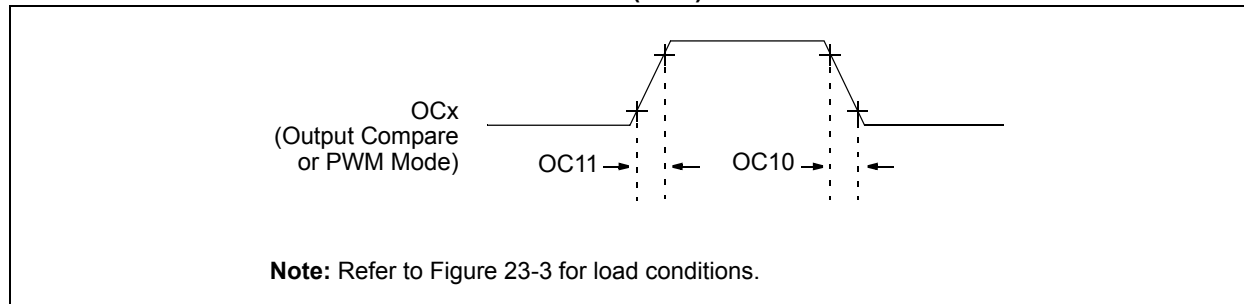 OCx
(Output Compare
or PWM Mode)
OC11
OC10
Note: Refer to Figure 23-3 for load conditions.